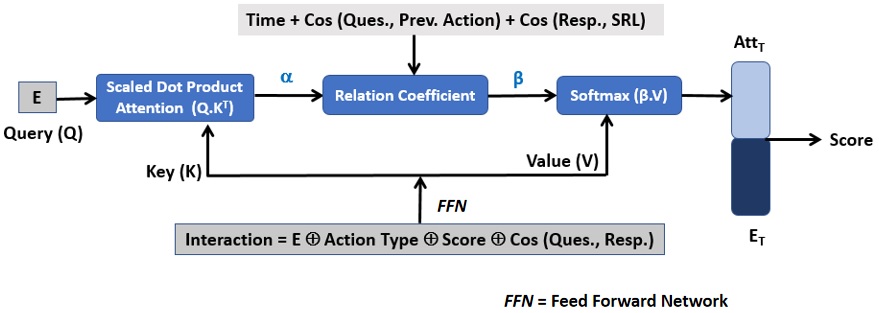 Time + Cos (Ques., Prev. Action) + Cos (Resp., SRL)
Att_T
E
Query (Q)
Scaled Dot Product
Attention (Q.K^T)
α
Relation Coefficient
β
Softmax (β.V)
Score
Key (K)
Value (V)
FFN
Interaction = E ⊕ Action Type ⊕ Score ⊕ Cos (Ques., Resp.)
E_T
FFN = Feed Forward Network